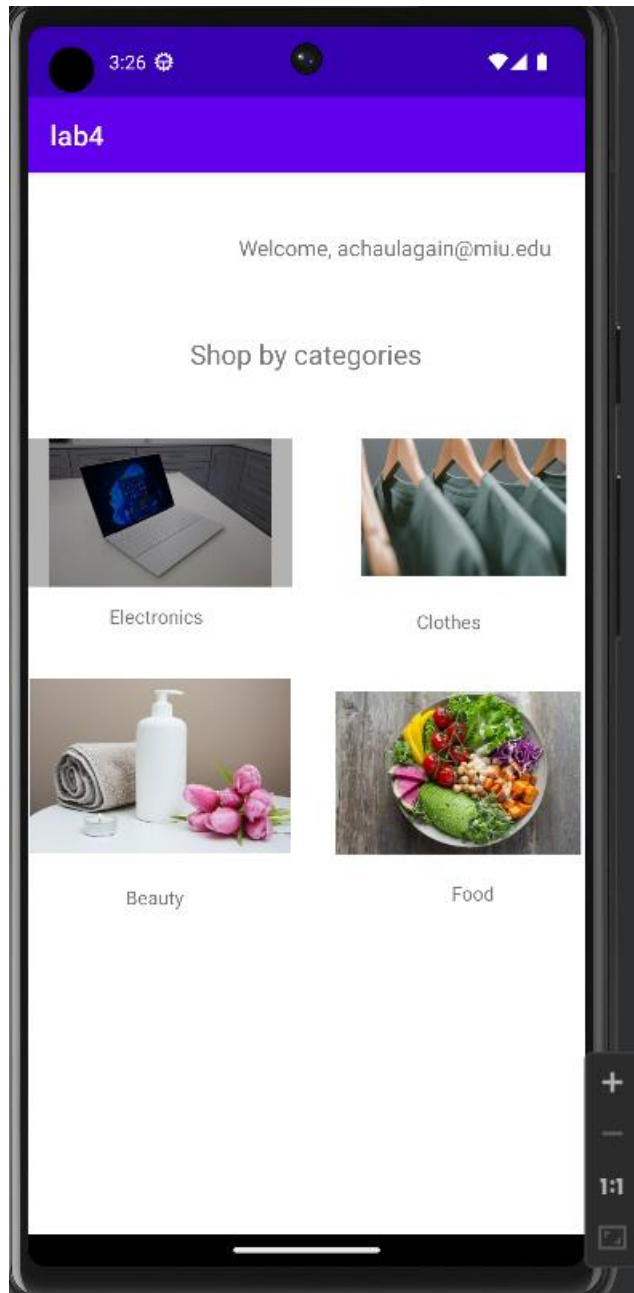 3:26
lab4
Welcome, achaulagain@miu.edu
Shop by categories
Electronics
Clothes
Beauty
Food
1:1